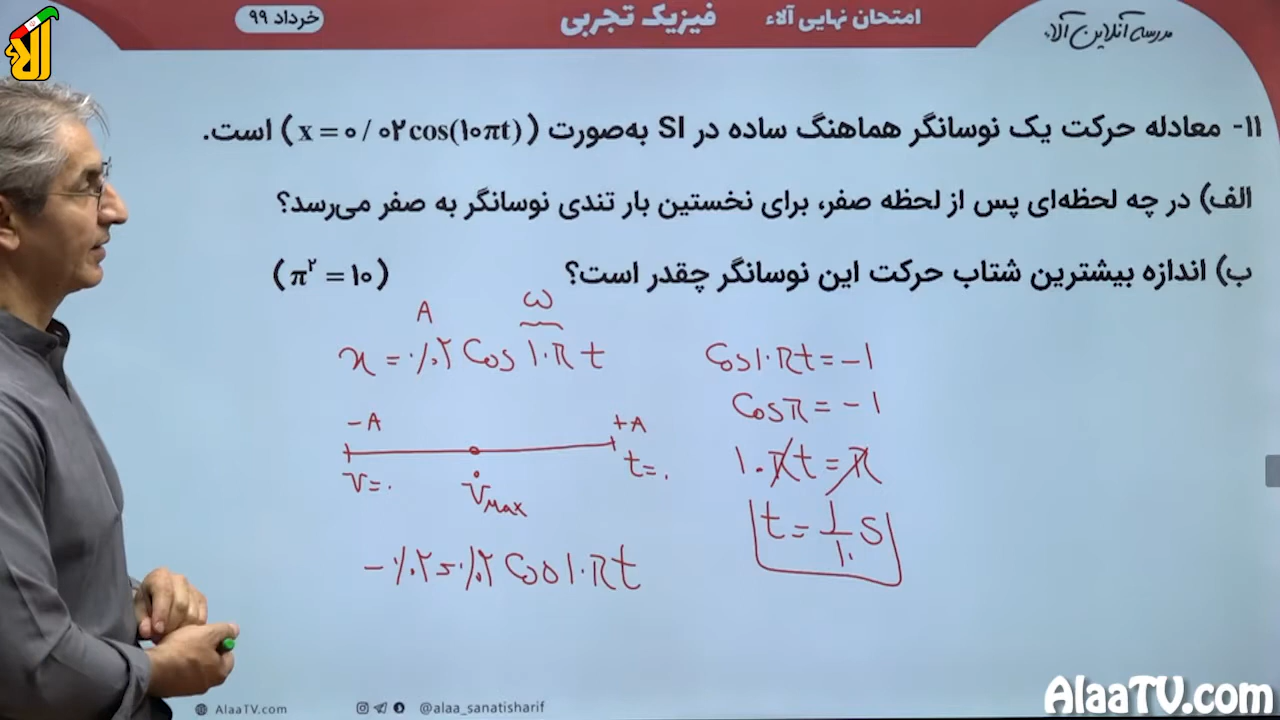 خرداد ۹۹
امتحان نهایی آلاء
فیزیک تجربی
مدرسه آنلاین آلاء
۱۱- معادله حرکت یک نوسانگر هماهنگ ساده در SI به‌صورت (x = ۰/۰۲cos(۱۰πt)) است.
الف) در چه لحظه‌ای پس از لحظه صفر، برای نخستین بار تندی نوسانگر به صفر می‌رسد؟
ب) اندازه بیشترین شتاب حرکت این نوسانگر چقدر است؟ (π² = ۱۰)
A ω
x = ۰/۰۲ Cos ۱۰π t
-A +A
v=۰ v Max t=۰
-۰/۰۲=۰/۰۲ Cos ۱۰πt
Cos ۱۰πt = -۱
Cos π = -۱
۱۰πt = π
t = ۱/۱۰ s
AlaaTV.com
@alaa_sanatisharif
AlaaTV.com